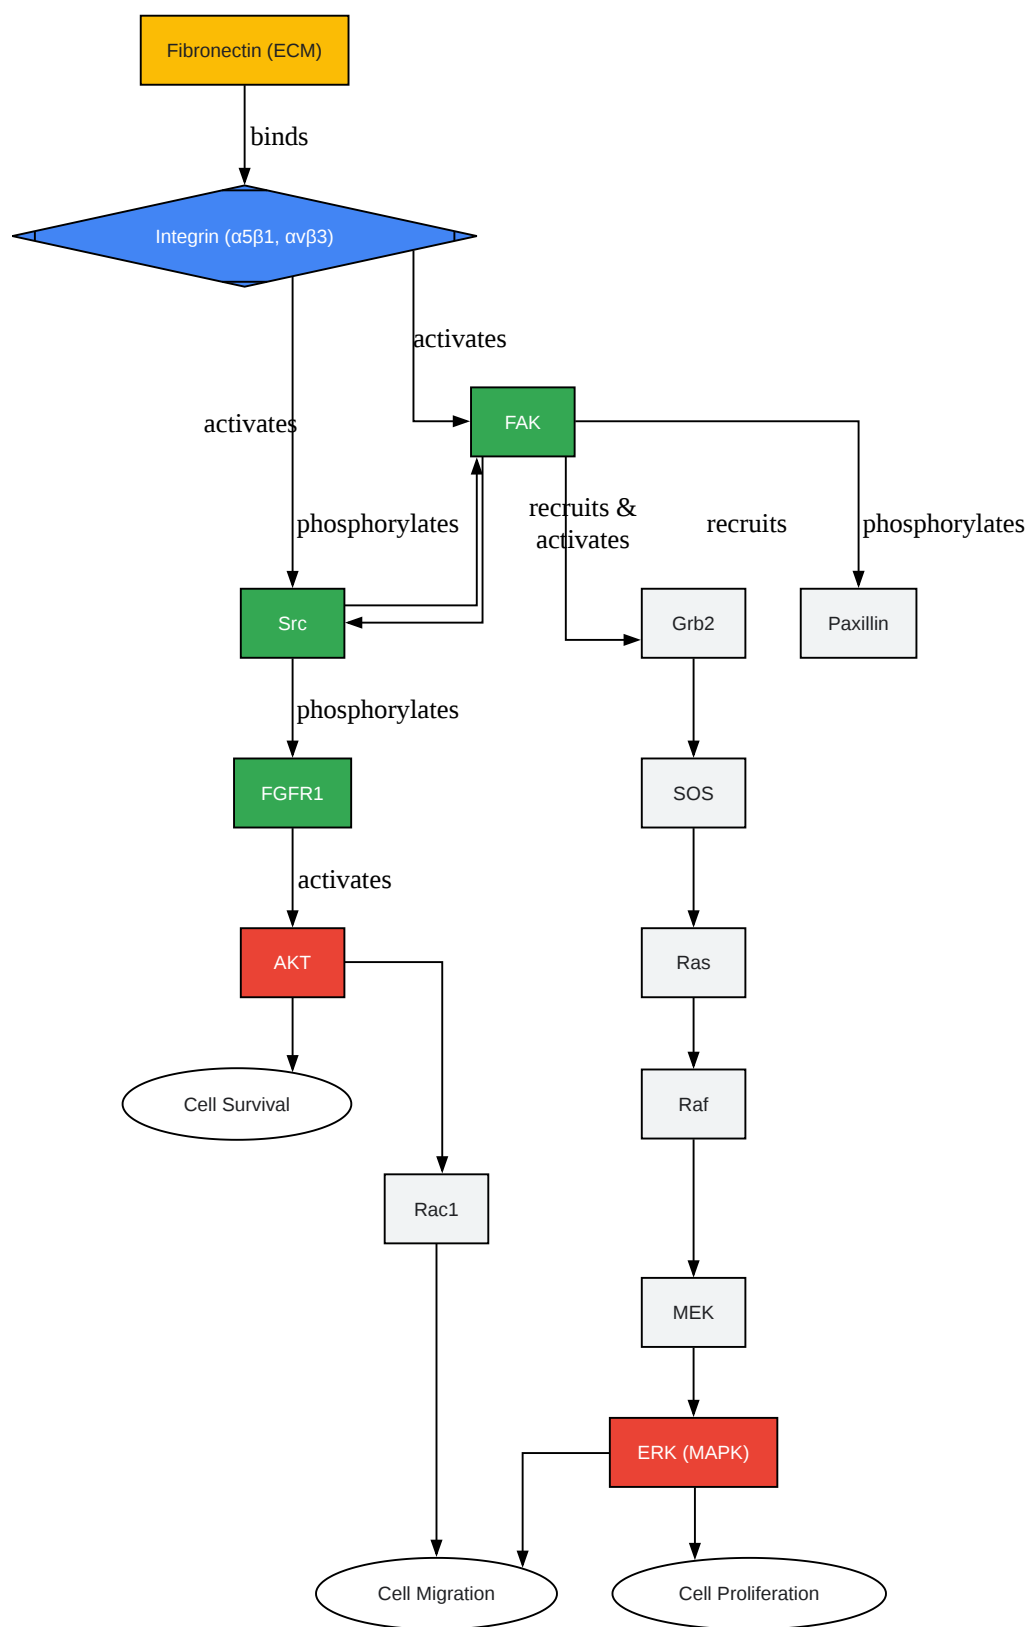 Fibronectin (ECM)
binds
Integrin (α5β1, αvβ3)
activates
FAK
activates
phosphorylates
recruits &
activates
recruits
phosphorylates
Src
Grb2
Paxillin
phosphorylates
FGFR1
SOS
activates
AKT
Ras
Cell Survival
Raf
Rac1
MEK
ERK (MAPK)
Cell Migration
Cell Proliferation